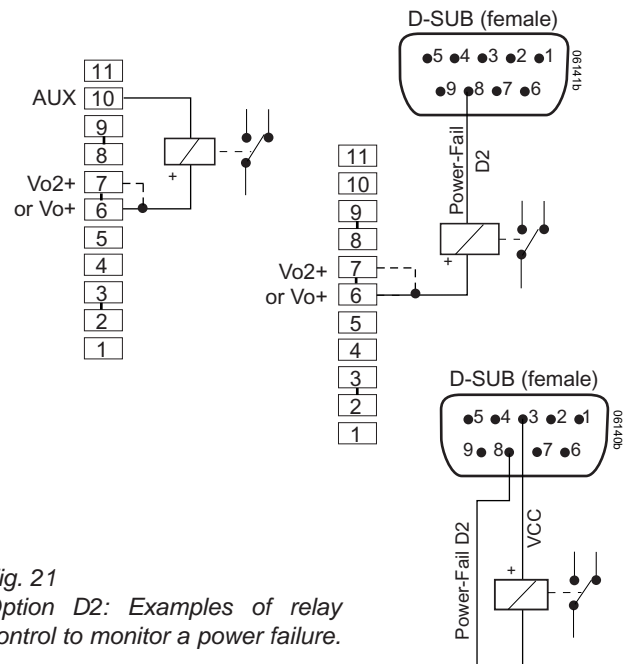 D-SUB (female)
5 4 3 2 1
9 8 7 6
06141b
11
AUX 10
9
8
Vo2+ 7
or Vo+ 6
5
4
3
2
1
+
Power-Fail
D2
11
10
9
8
Vo2+ 7
or Vo+ 6
5
4
3
2
1
+
D-SUB (female)
5 4 3 2 1
9 8 7 6
06140b
Power-Fail D2
VCC
+
ig. 21
ption D2: Examples of relay
ontrol to monitor a power failure.